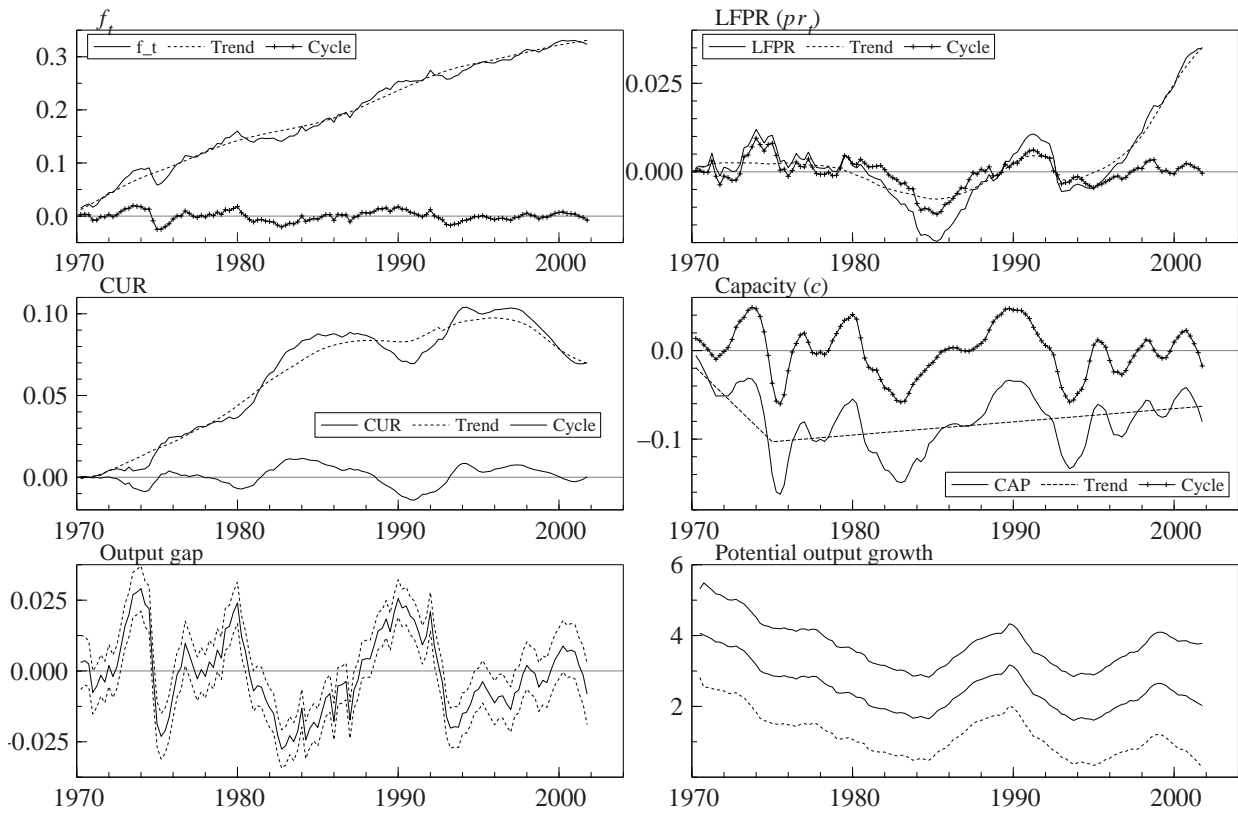 f_t
f_t Trend Cycle
0.3
0.2
0.1
0.0
1970 1980 1990 2000
LFPR (pr_t)
LFPR Trend Cycle
0.025
0.000
1970 1980 1990 2000
CUR
0.10
0.05
0.00
CUR Trend Cycle
1970 1980 1990 2000
Capacity (c)
0.0
−0.1
CAP Trend Cycle
1970 1980 1990 2000
Output gap
0.025
0.000
-0.025
1970 1980 1990 2000
Potential output growth
6
4
2
1970 1980 1990 2000